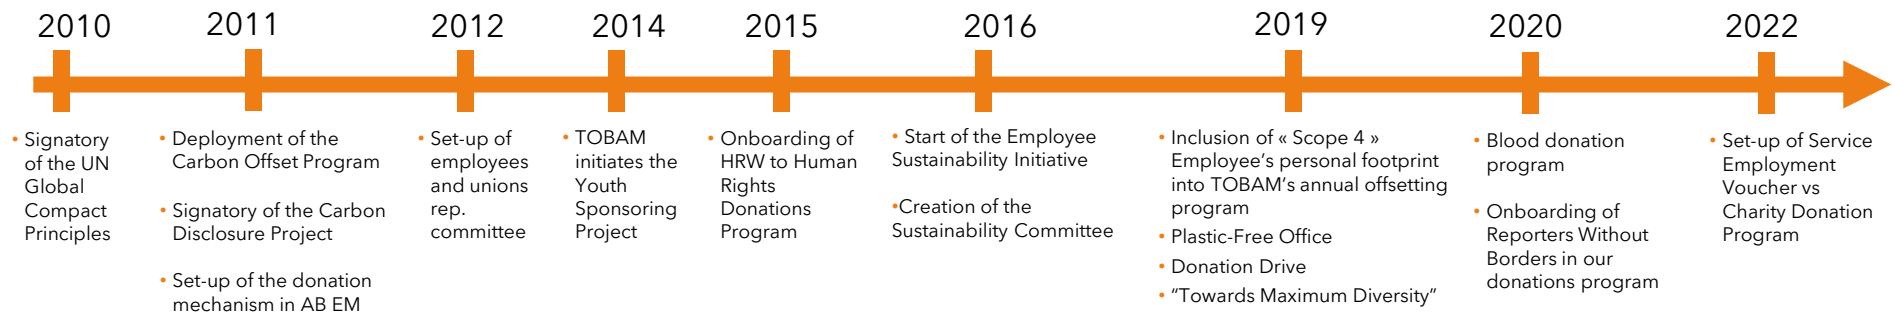 2010
2011
2012
2014
2015
2016
2019
2020
2022
• Signatory
of the UN
Global
Compact
Principles
• Deployment of the
Carbon Offset Program
• Signatory of the Carbon
Disclosure Project
• Set-up of the donation
mechanism in AB EM
• Set-up of
employees
and unions
rep.
committee
• TOBAM
initiates the
Youth
Sponsoring
Project
• Onboarding of
HRW to Human
Rights
Donations
Program
• Start of the Employee
Sustainability Initiative
•Creation of the
Sustainability Committee
• Inclusion of « Scope 4 »
Employee's personal footprint
into TOBAM's annual offsetting
program
• Plastic-Free Office
• Donation Drive
• “Towards Maximum Diversity”
• Blood donation
program
• Onboarding of
Reporters Without
Borders in our
donations program
• Set-up of Service
Employment
Voucher vs
Charity Donation
Program